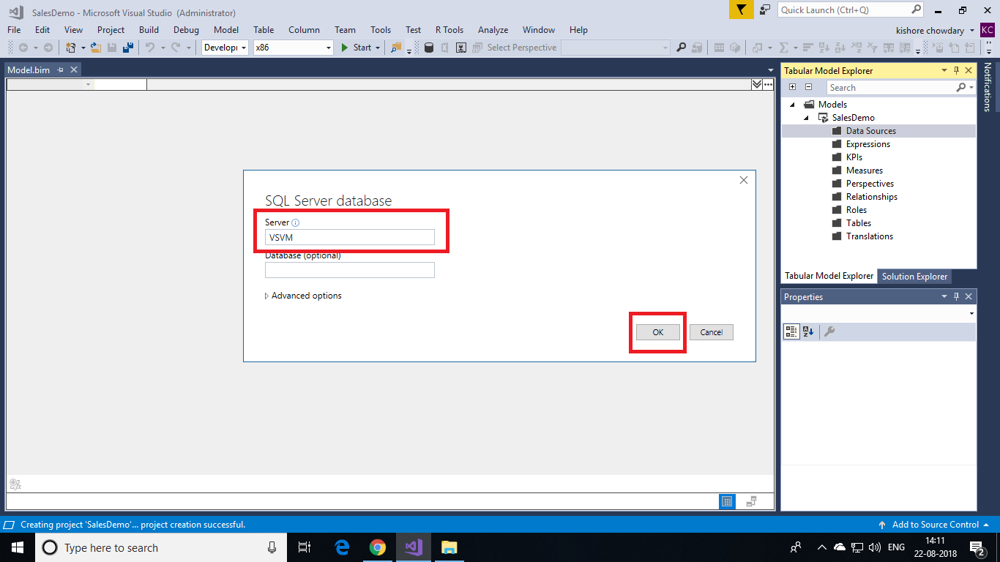 SalesDemo - Microsoft Visual Studio (Administrator)
Quick Launch (Ctrl+Q)
File Edit View Project Build Debug Model Table Column Team Tools Test R Tools Analyze Window Help
kishore chowdary KC
Developı x86 Start Select Perspective
Model.bim
Tabular Model Explorer
Notifications
Search
Models
SalesDemo
Data Sources
Expressions
KPIs
Measures
Perspectives
Relationships
Roles
Tables
Translations
Tabular Model Explorer Solution Explorer
Properties
SQL Server database
Server
VSVM
Database (optional)
Advanced options
OK Cancel
Creating project 'SalesDemo'... project creation successful.
Add to Source Control
Type here to search
ENG
14:11
22-08-2018
2